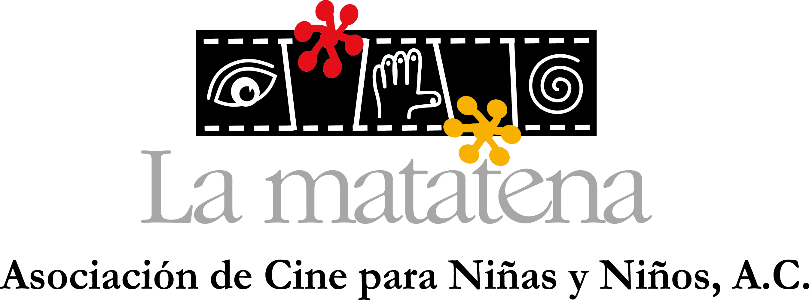 La matatena
Asociación de Cine para Niñas y Niños, A.C.